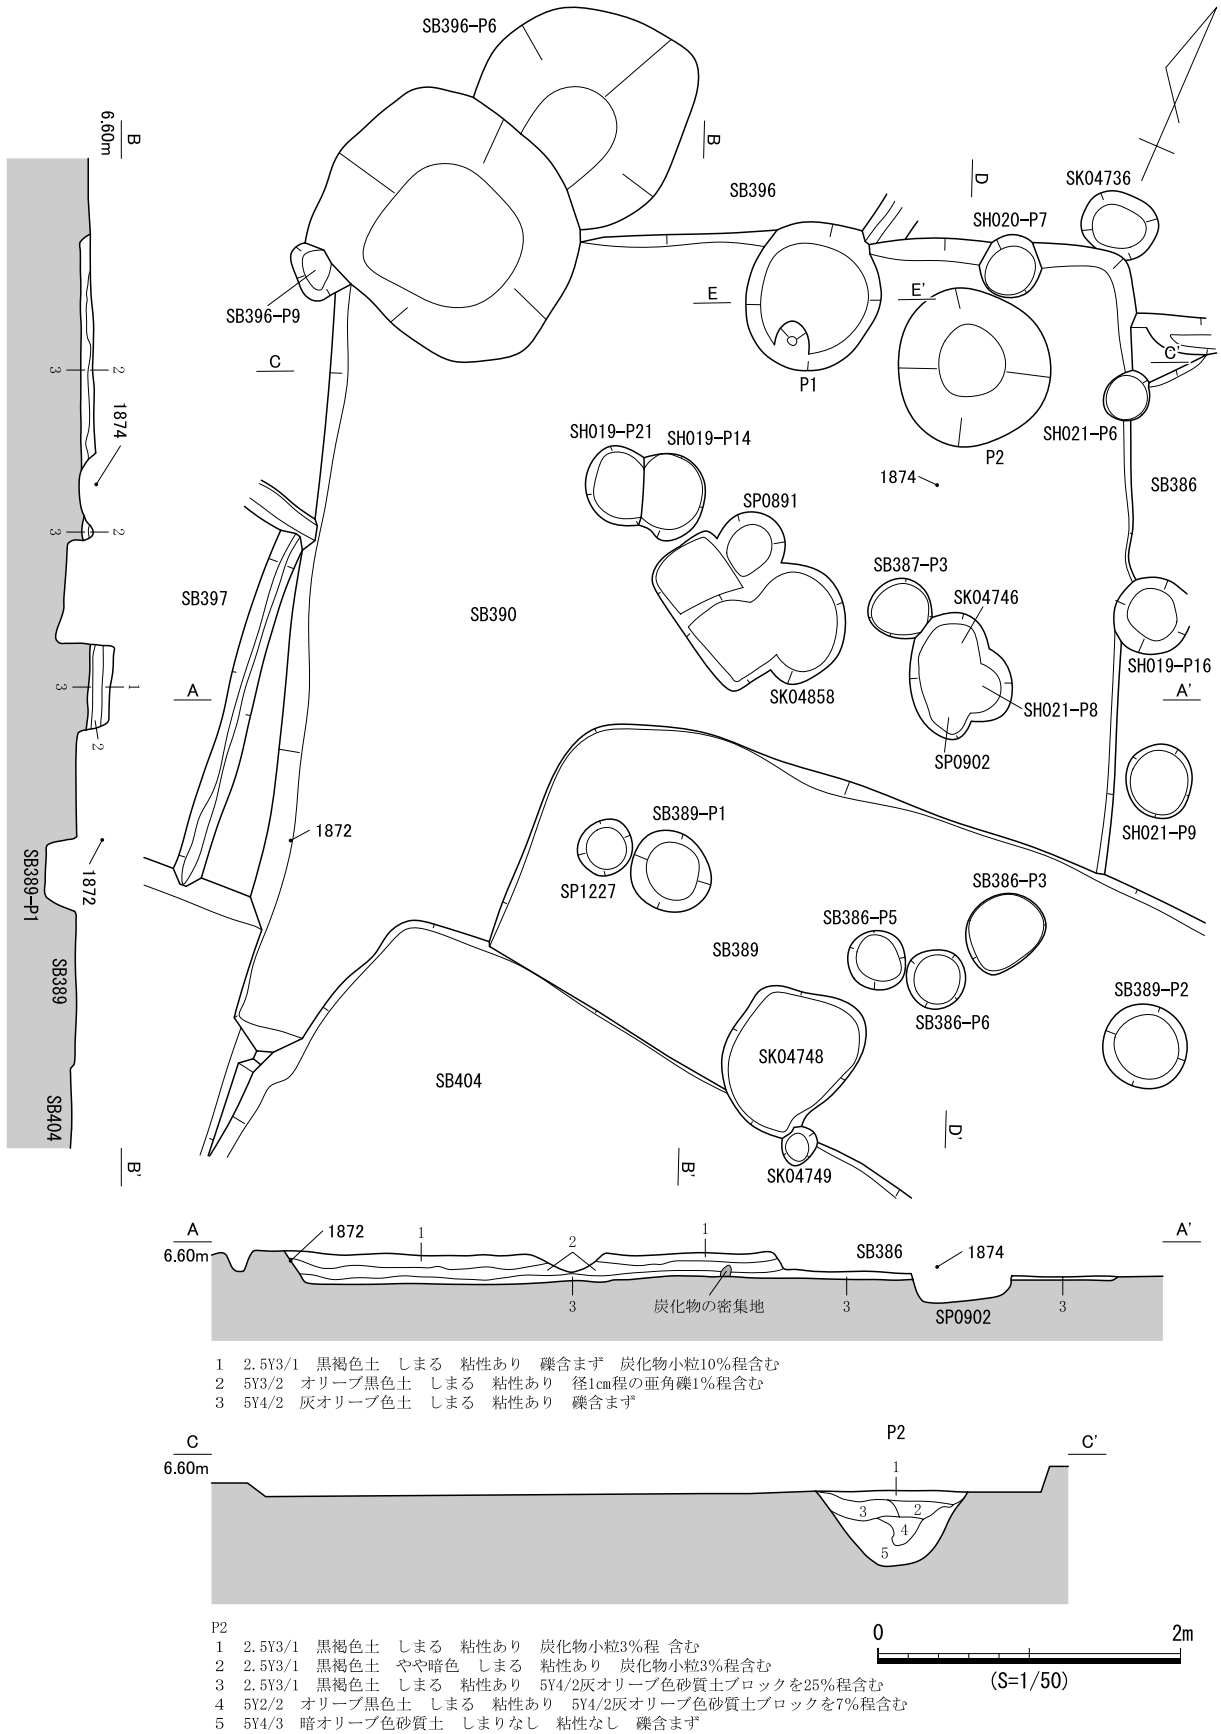 SB396-P6
B
6.60m
B
SB396
D
SK04736
SH020-P7
E
E'
SB396-P9
C
C'
P1
P2
SH021-P6
SH019-P21
SH019-P14
1874
SB386
SP0891
SB387-P3
SK04746
SB397
SB390
SH019-P16
SK04858
SH021-P8
SP0902
A
A'
SB389-P1
1872
SP1227
SH021-P9
SB386-P3
SB386-P5
SB389
SB386-P6
SB389-P2
SK04748
SB404
SK04749
D'
B'
B'
3
2
1874
3
2
3
1
2
1872
SB389-P1
SB389
SB404
A
6.60m
1872
1
2
1
SB386
1874
A'
3
炭化物の密集地
3
SP0902
3
1 2.5Y3/1 黒褐色土 しまる 粘性あり 礫含まず 炭化物小粒10%程含む
2 5Y3/2 オリーブ黒色土 しまる 粘性あり 径1cm程の亜角礫1%程含む
3 5Y4/2 灰オリーブ色土 しまる 粘性あり 礫含まず
C
6.60m
P2
C'
1
3
2
4
5
P2
1 2.5Y3/1 黒褐色土 しまる 粘性あり 炭化物小粒3%程 含む
2 2.5Y3/1 黒褐色土 やや暗色 しまる 粘性あり 炭化物小粒3%程含む
3 2.5Y3/1 黒褐色土 しまる 粘性あり 5Y4/2灰オリーブ色砂質土ブロックを25%程含む
4 5Y2/2 オリーブ黒色土 しまる 粘性あり 5Y4/2灰オリーブ色砂質土ブロックを7%程含む
5 5Y4/3 暗オリーブ色砂質土 しまりなし 粘性なし 礫含まず
0
2m
(S=1/50)